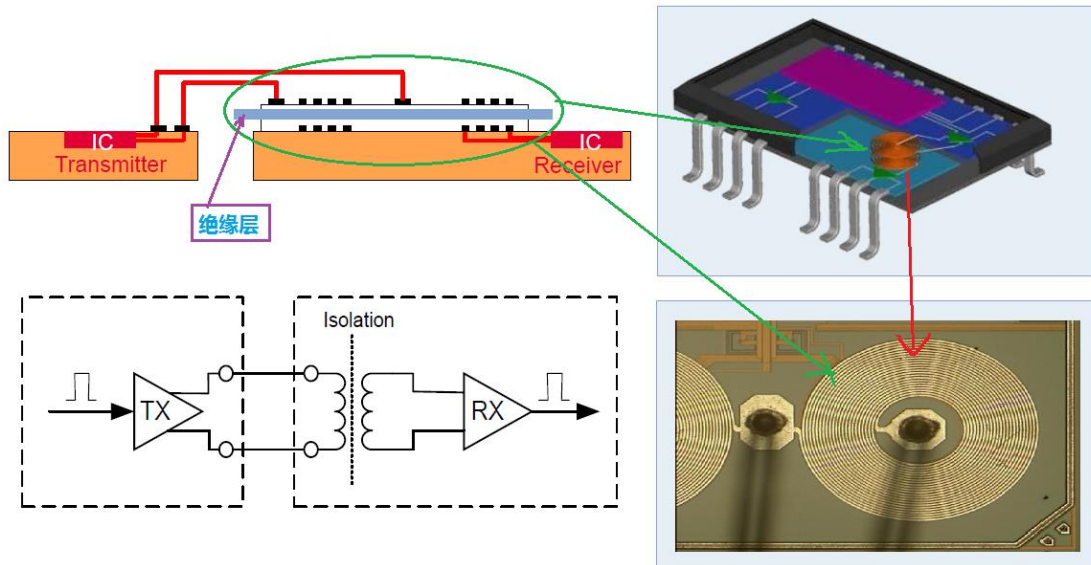 IC
Transmitter
IC
Receiver
绝缘层
Isolation
TX
RX